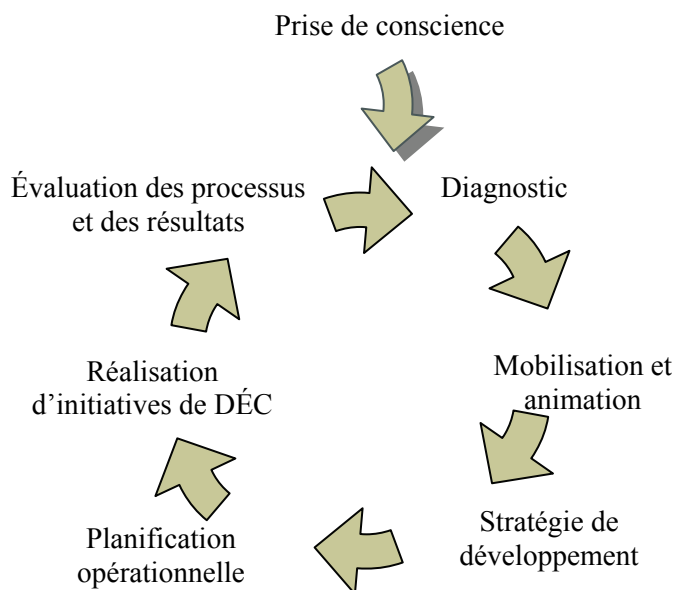 Prise de conscience
Évaluation des processus
et des résultats
Diagnostic
Mobilisation et
animation
Stratégie de
développement
Planification
opérationnelle
Réalisation
d’initiatives de DÉC